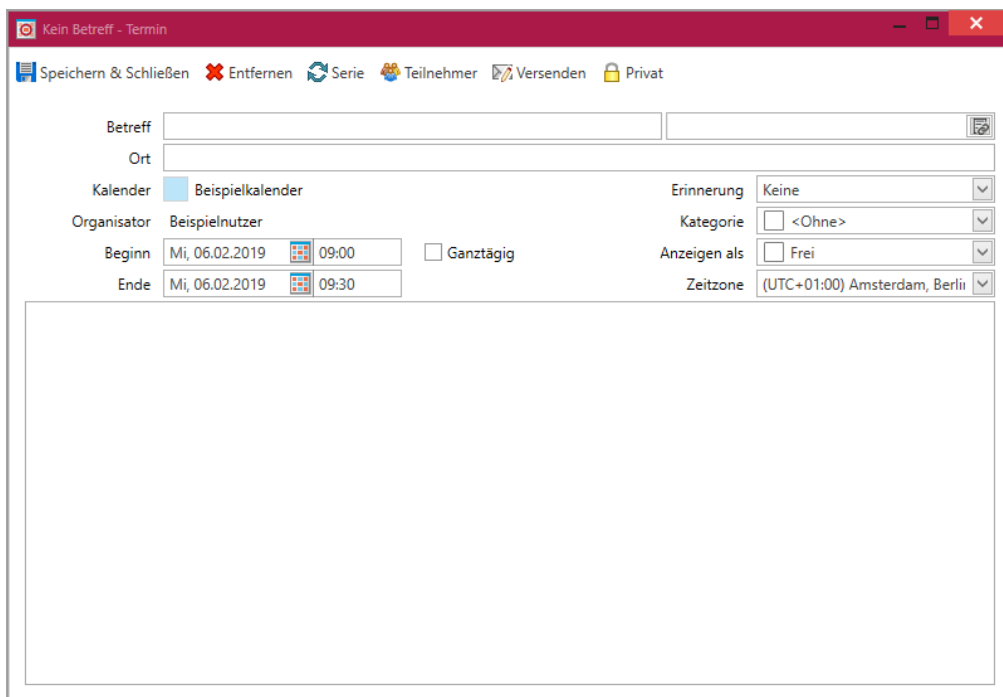 Kein Betreff - Termin
Speichern & Schließen Entfernen Serie Teilnehmer Versenden Privat
Betreff
Ort
Kalender Beispielkalender Erinnerung Keine
Organisator Beispielnutzer Kategorie <Ohne>
Beginn Mi, 06.02.2019 09:00 Ganztägig Anzeigen als Frei
Ende Mi, 06.02.2019 09:30 Zeitzone (UTC+01:00) Amsterdam,